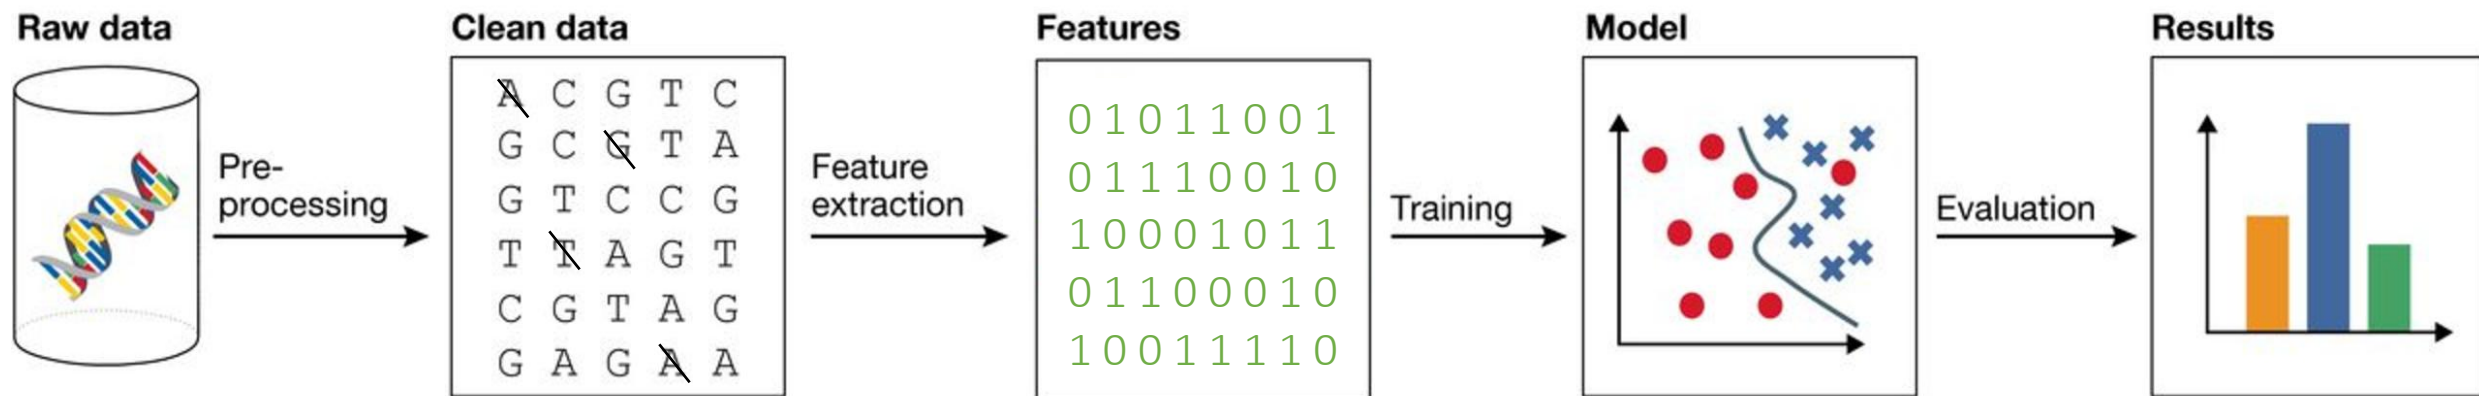 Raw data
Pre-
processing
Clean data
A C G T C
G C G T A
G T C C G
T T A G T
C G T A G
G A G A A
Feature
extraction
Features
0 1 0 1 1 0 0 1
0 1 1 1 0 0 1 0
1 0 0 0 1 0 1 1
0 1 1 0 0 0 1 0
1 0 0 1 1 1 1 0
Training
Model
Evaluation
Results